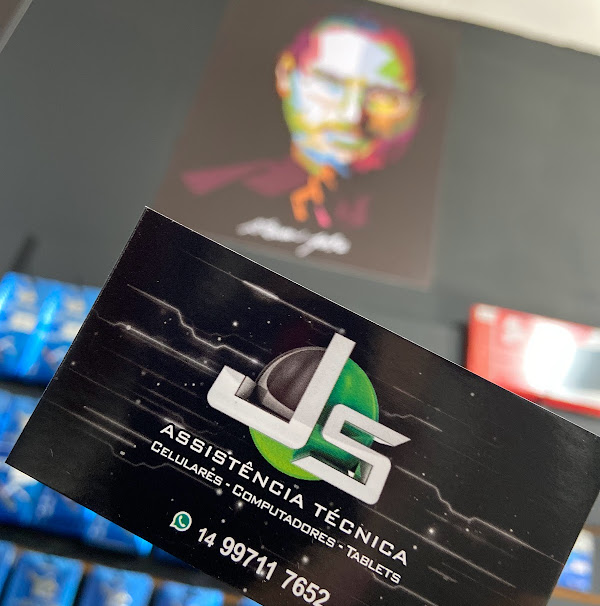 JS
ASSISTÊNCIA TÉCNICA
CELULARES - COMPUTADORES - TABLETS
14 99711 7652